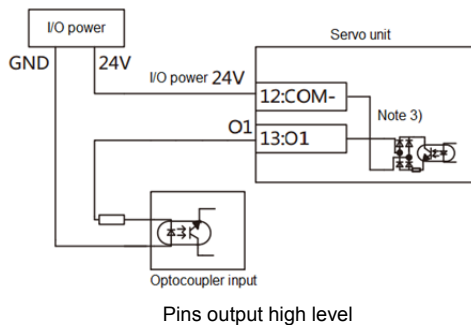 I/O power
Servo unit
GND 24V
I/O power 24V
12:COM-
Note 3)
O1
13:O1
Optocoupler input
Pins output high level